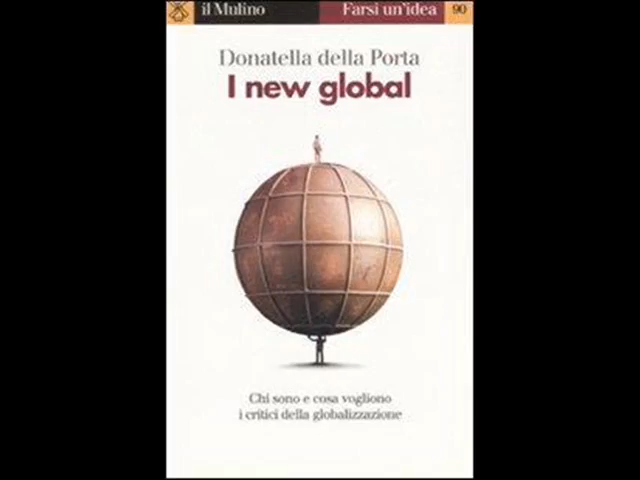 il Mulino
Farsi un'idea
90
Donatella della Porta
I new global
Chi sono e cosa vogliono
i critici della globalizzazione